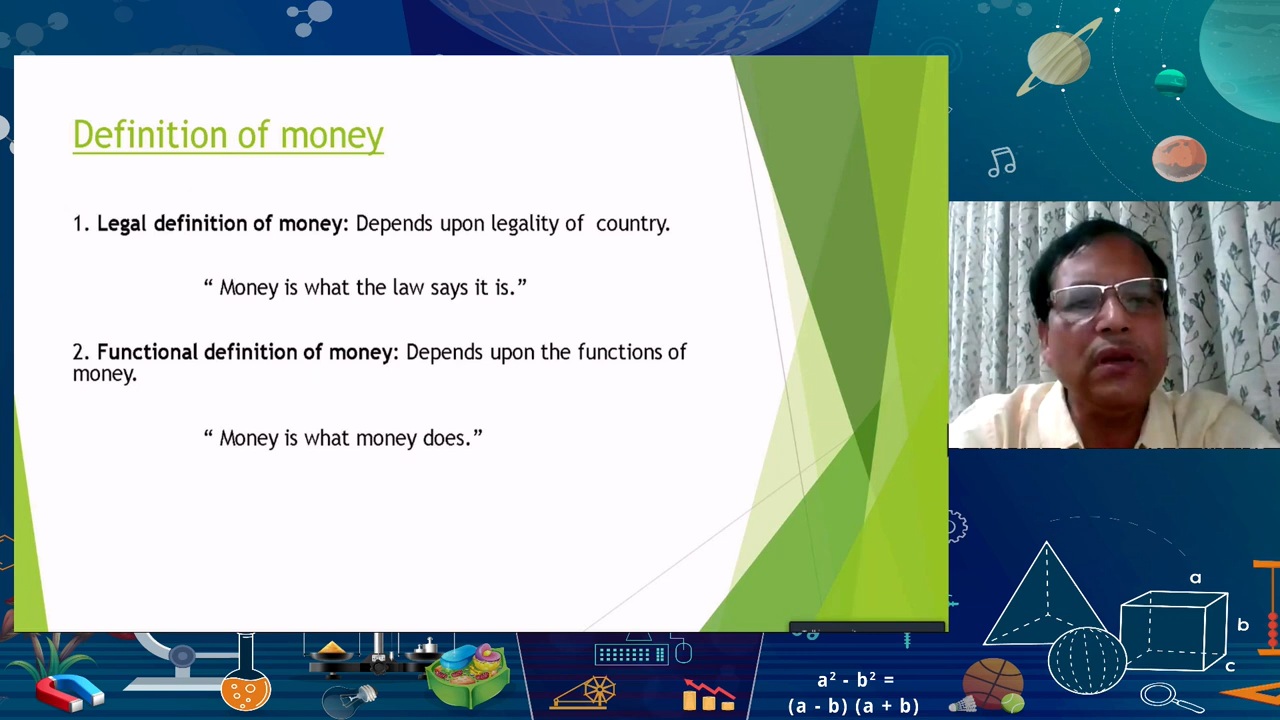 Definition of money
1. Legal definition of money: Depends upon legality of country.
“ Money is what the law says it is.”
2. Functional definition of money: Depends upon the functions of
money.
“ Money is what money does.”
a
b
c
a² - b² =
(a - b) (a + b)